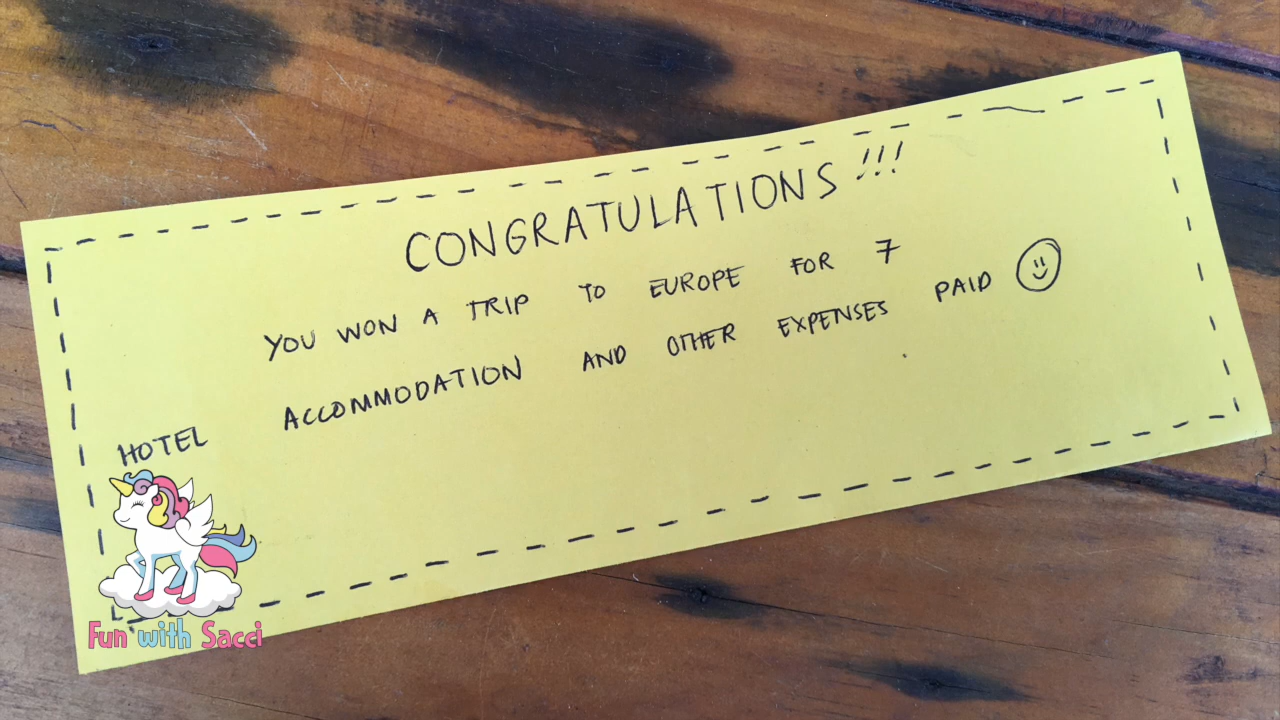 CONGRATULATIONS !!!
YOU WON A TRIP TO EUROPE FOR 7
HOTEL ACCOMMODATION AND OTHER EXPENSES PAID
Fun with Sacci